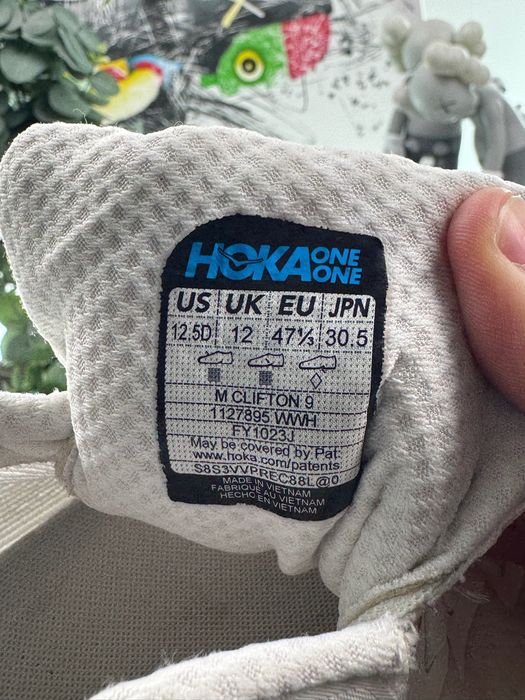 HOKA ONE ONE
US UK EU JPN
12.5D 12 47⅓ 30.5
M CLIFTON 9
1127895 WWH
FY1023J
May be covered by Pat:
www.hoka.com/patents
S8S3VVPREC88L@0
MADE IN VIETNAM
FABRIQUÉ AU VIETNAM
HECHO EN VIETNAM